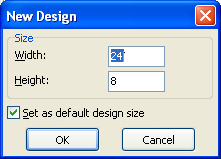 New Design
Size
Width:
24
Height:
8
Set as default design size
OK
Cancel